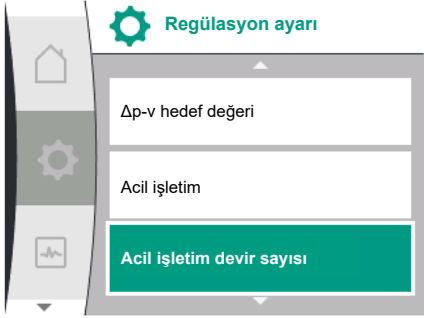 Regülasyon ayarı
Δp-v hedef değeri
Acil işletim
Acil işletim devir sayısı